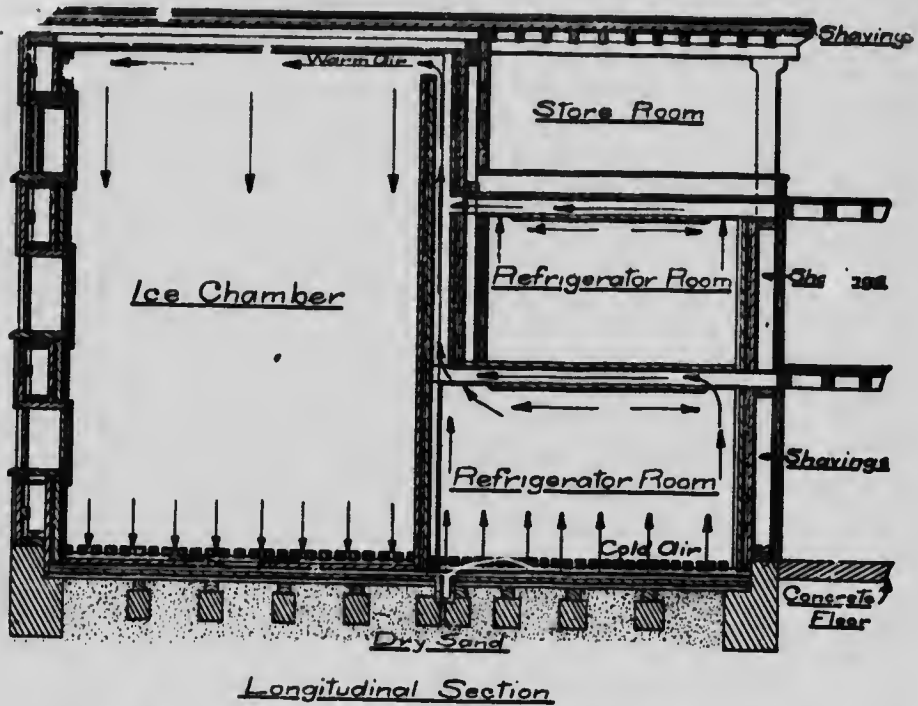 Shavings
Warm Air
Store Room
Ice Chamber
Refrigerator Room
Refrigerator Room
Shavings
Cold Air
Concrete
Floor
Dry Sand
Longitudinal Section